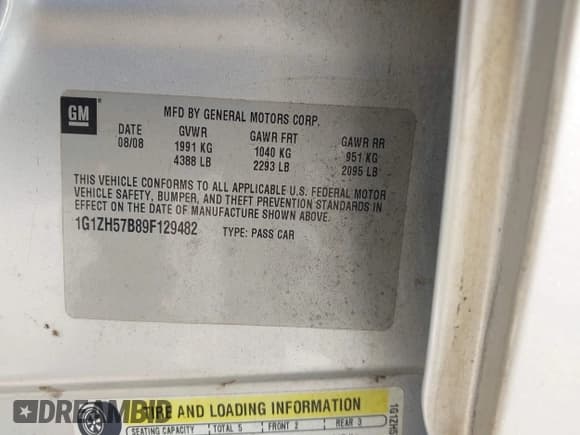 GM
MFD BY GENERAL MOTORS CORP.
DATE GVWR GAWR FRT GAWR RR
08/08 1991 KG 1040 KG 951 KG
4388 LB 2293 LB 2095 LB
THIS VEHICLE CONFORMS TO ALL APPLICABLE U.S. FEDERAL MOTOR
VEHICLE SAFETY, BUMPER, AND THEFT PREVENTION STANDARDS IN
EFFECT ON THE DATE OF MANUFACTURE SHOWN ABOVE.
1G1ZH57B89F129482 TYPE: PASS CAR
TIRE AND LOADING INFORMATION
SEATING CAPACITY TOTAL 5 FRONT 2 REAR 3
DREAMBID